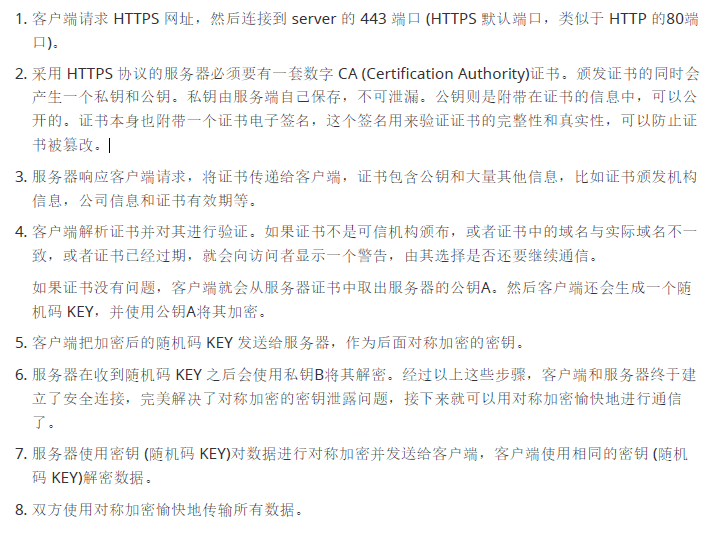 1. 客户端请求 HTTPS 网址，然后连接到 server 的 443 端口 (HTTPS 默认端口，类似于 HTTP 的80端
口)。
2. 采用 HTTPS 协议的服务器必须要有一套数字 CA (Certification Authority)证书。颁发证书的同时会
产生一个私钥和公钥。私钥由服务端自己保存，不可泄漏。公钥则是附带在证书的信息中，可以公
开的。证书本身也附带一个证书电子签名，这个签名用来验证证书的完整性和真实性，可以防止证
书被篡改。
3. 服务器响应客户端请求，将证书传递给客户端，证书包含公钥和大量其他信息，比如证书颁发机构
信息，公司信息和证书有效期等。
4. 客户端解析证书并对其进行验证。如果证书不是可信机构颁布，或者证书中的域名与实际域名不一
致，或者证书已经过期，就会向访问者显示一个警告，由其选择是否还要继续通信。
如果证书没有问题，客户端就会从服务器证书中取出服务器的公钥A。然后客户端还会生成一个随
机码 KEY，并使用公钥A将其加密。
5. 客户端把加密后的随机码 KEY 发送给服务器，作为后面对称加密的密钥。
6. 服务器在收到随机码 KEY 之后会使用私钥B将其解密。经过以上这些步骤，客户端和服务器终于建
立了安全连接，完美解决了对称加密的密钥泄露问题，接下来就可以用对称加密愉快地进行通信
了。
7. 服务器使用密钥 (随机码 KEY)对数据进行对称加密并发送给客户端，客户端使用相同的密钥 (随机
码 KEY)解密数据。
8. 双方使用对称加密愉快地传输所有数据。